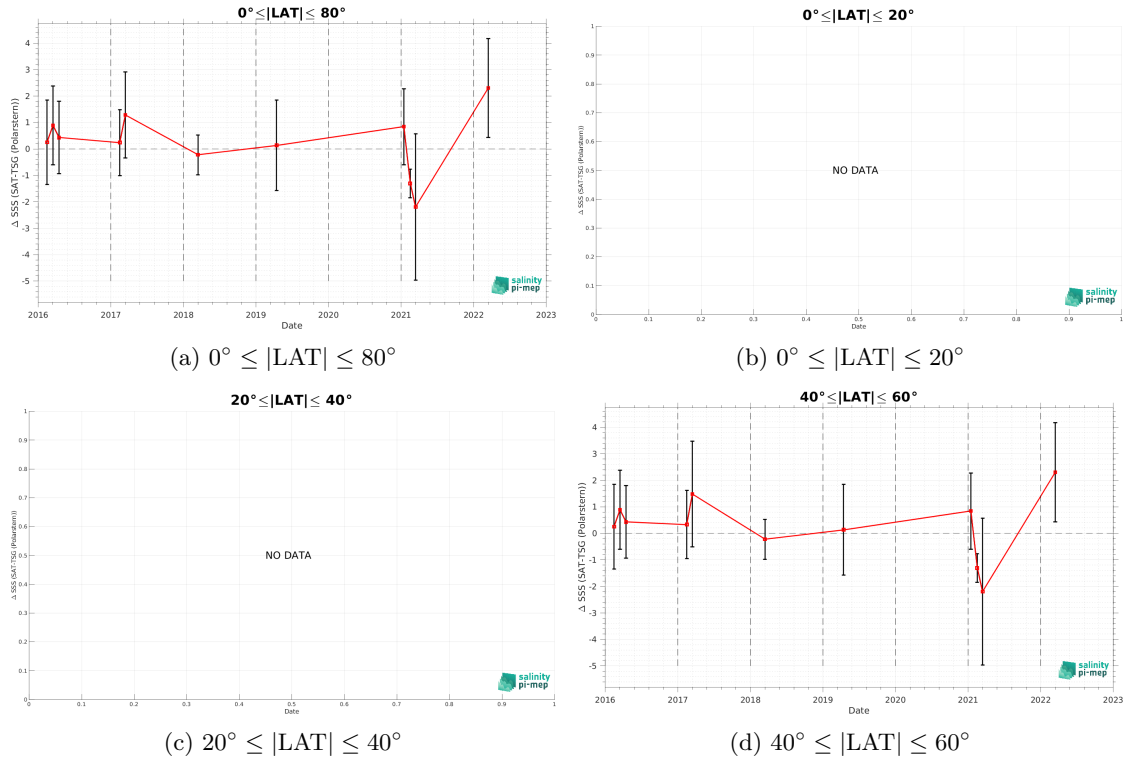 0°≤|LAT|≤ 80°
Δ SSS (SAT-TSG (Polarstern))
4
3
2
1
0
-1
-2
-3
-4
-5
2016 2017 2018 2019 2020 2021 2022 2023
Date
salinity
pi-mep
(a) 0° ≤ |LAT| ≤ 80°
0°≤|LAT|≤ 20°
Δ SSS (SAT-TSG (Polarstern))
1
0.9
0.8
0.7
0.6
0.5
0.4
0.3
0.2
0.1
0
NO DATA
0 0.1 0.2 0.3 0.4 0.5 0.6 0.7 0.8 0.9 1
Date
salinity
pi-mep
(b) 0° ≤ |LAT| ≤ 20°
20°≤|LAT|≤ 40°
Δ SSS (SAT-TSG (Polarstern))
1
0.9
0.8
0.7
0.6
0.5
0.4
0.3
0.2
0.1
0
NO DATA
0 0.1 0.2 0.3 0.4 0.5 0.6 0.7 0.8 0.9 1
Date
salinity
pi-mep
(c) 20° ≤ |LAT| ≤ 40°
40°≤|LAT|≤ 60°
Δ SSS (SAT-TSG (Polarstern))
4
3
2
1
0
-1
-2
-3
-4
-5
2016 2017 2018 2019 2020 2021 2022 2023
Date
salinity
pi-mep
(d) 40° ≤ |LAT| ≤ 60°